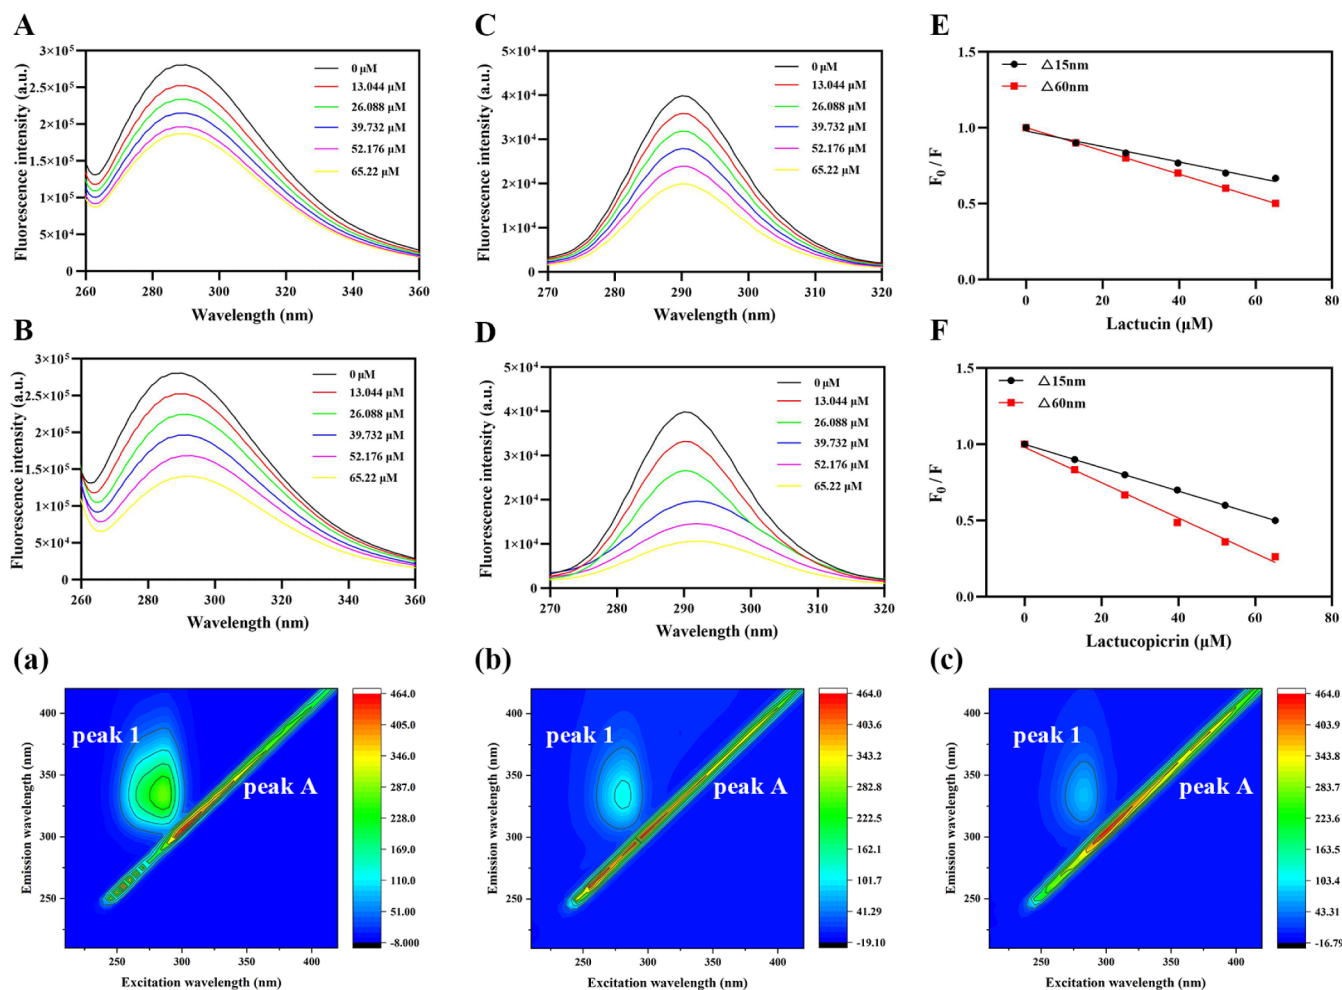 A
3×10⁵
2.5×10⁵
2×10⁵
1.5×10⁵
1×10⁵
5×10⁴
0
260 280 300 320 340 360
Fluorescence intensity (a.u.)
Wavelength (nm)
0 μM
13.044 μM
26.088 μM
39.732 μM
52.176 μM
65.22 μM
C
5×10⁴
4×10⁴
3×10⁴
2×10⁴
1×10⁴
0
270 280 290 300 310 320
Fluorescence intensity (a.u.)
Wavelength (nm)
0 μM
13.044 μM
26.088 μM
39.732 μM
52.176 μM
65.22 μM
E
1.5
1.0
0.5
0.0
0 20 40 60 80
F₀ / F
Lactucin (μM)
△15nm
△60nm
B
3×10⁵
2.5×10⁵
2×10⁵
1.5×10⁵
1×10⁵
5×10⁴
0
260 280 300 320 340 360
Fluorescence intensity (a.u.)
Wavelength (nm)
0 μM
13.044 μM
26.088 μM
39.732 μM
52.176 μM
65.22 μM
D
5×10⁴
4×10⁴
3×10⁴
2×10⁴
1×10⁴
0
270 280 290 300 310 320
Fluorescence intensity (a.u.)
Wavelength (nm)
0 μM
13.044 μM
26.088 μM
39.732 μM
52.176 μM
65.22 μM
F
1.5
1.0
0.5
0.0
0 20 40 60 80
F₀ / F
Lactucopicrin (μM)
△15nm
△60nm
(a)
400
350
300
250
250 300 350 400
Emission wavelength (nm)
Excitation wavelength (nm)
peak 1
peak A
464.0
405.0
346.0
287.0
228.0
169.0
110.0
51.00
-8.000
(b)
400
350
300
250
250 300 350 400
Emission wavelength (nm)
Excitation wavelength (nm)
peak 1
peak A
464.0
403.6
343.2
282.8
222.4
162.1
101.7
41.29
-19.10
(c)
400
350
300
250
250 300 350 400
Emission wavelength (nm)
Excitation wavelength (nm)
peak 1
peak A
464.0
403.9
343.8
283.7
223.6
163.5
103.4
43.31
-16.79